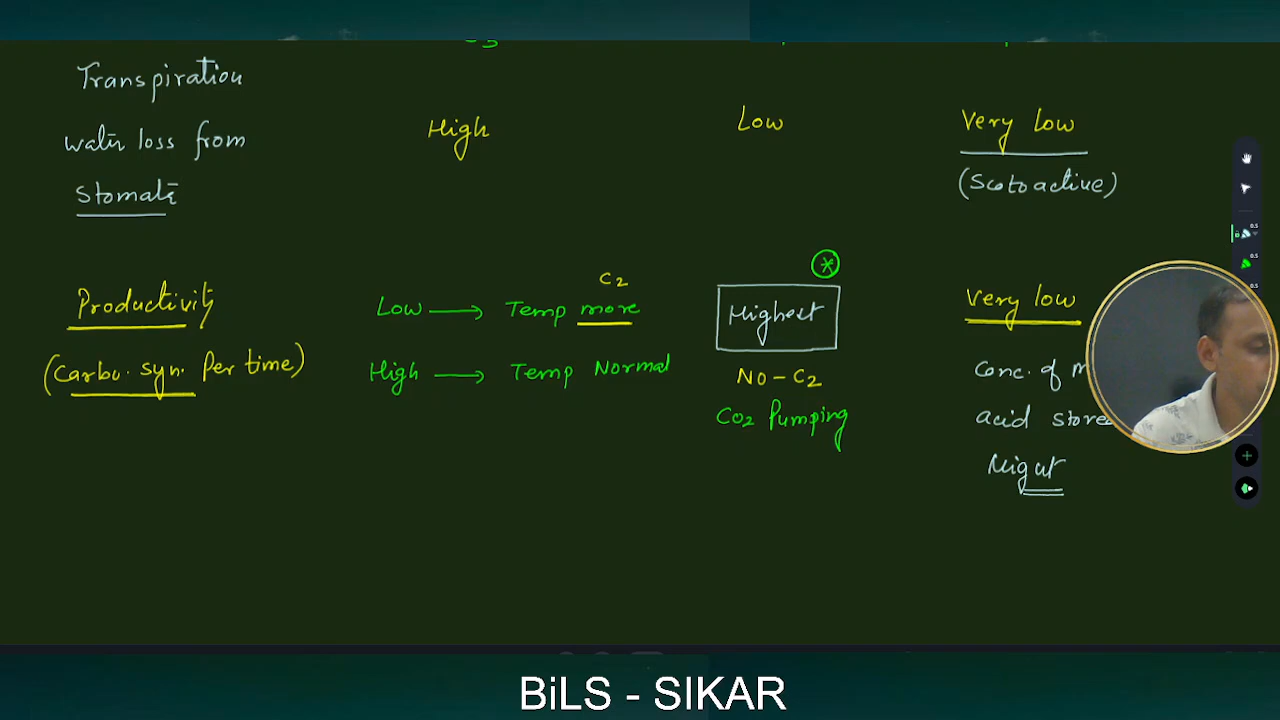 Transpiration
water loss from
Stomate
High
Low
Very low
(Scotoactive)
Productivity
(Carbo. syn. Per time)
C2
Low → Temp more
High → Temp Normal
*
Highest
No - C2
CO2 Pumping
Very low
Conc. of
acid store
Night
BiLS - SIKAR